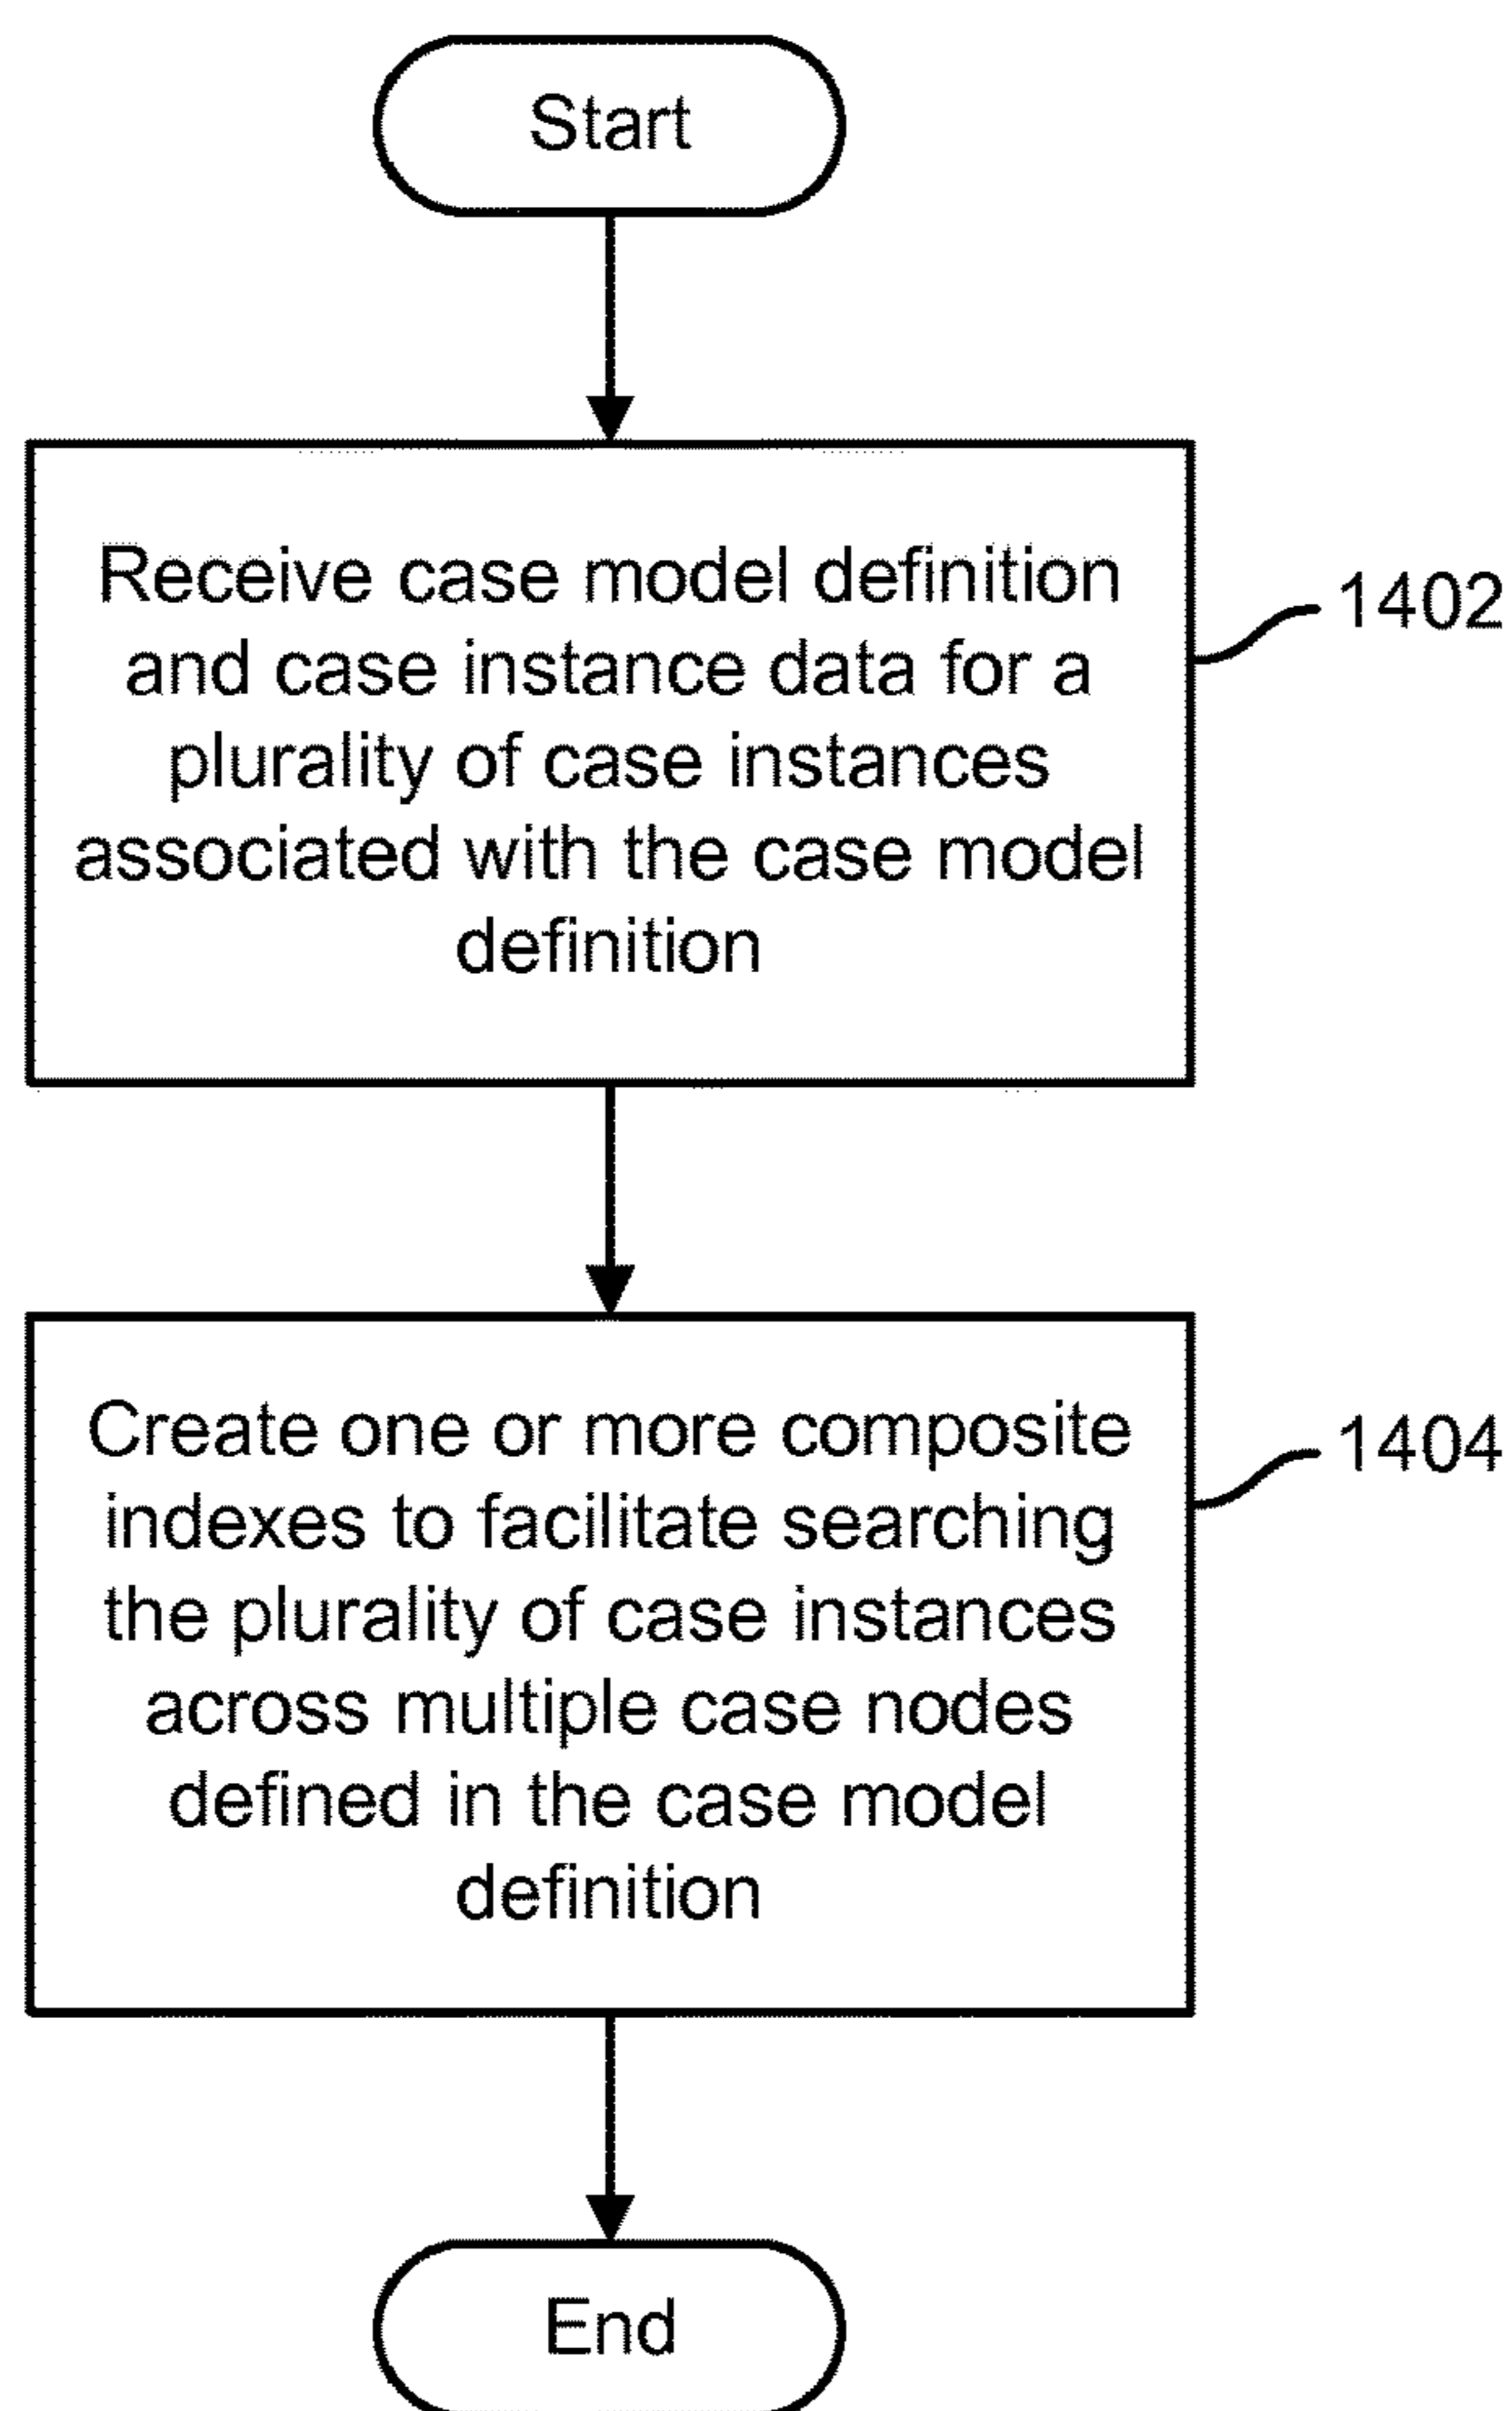 Start
Receive case model definition
and case instance data for a
plurality of case instances
associated with the case model
definition
1402
Create one or more composite
indexes to facilitate searching
the plurality of case instances
across multiple case nodes
defined in the case model
definition
1404
End